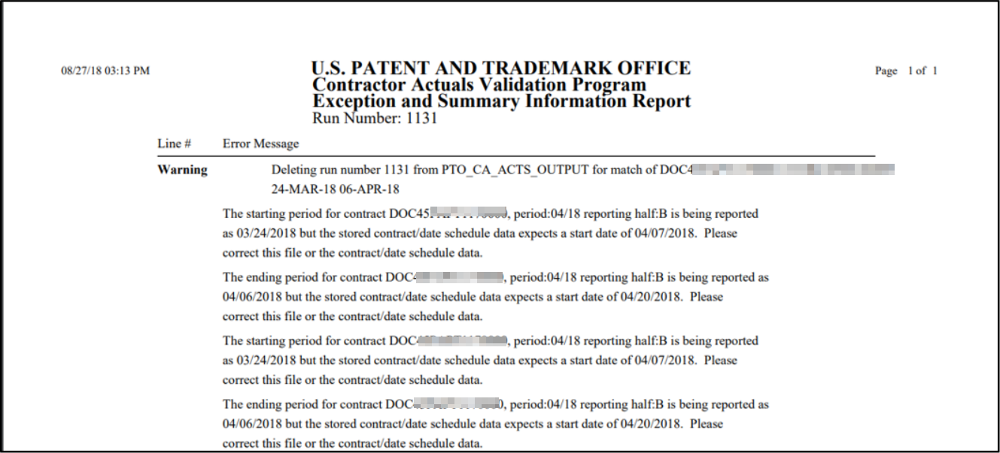 08/27/18 03:13 PM
U.S. PATENT AND TRADEMARK OFFICE
Page 1 of 1
Contractor Actuals Validation Program
Exception and Summary Information Report
Run Number: 1131
Line # Error Message
Warning Deleting run number 1131 from PTO_CA_ACTS_OUTPUT for match of
24-MAR-18 06-APR-18
The starting period for contract , period:04/18 reporting half:B is being reported
as 03/24/2018 but the stored contract/date schedule data expects a start date of 04/07/2018. Please
correct this file or the contract/date schedule data.
The ending period for contract , period:04/18 reporting half:B is being reported as
04/06/2018 but the stored contract/date schedule data expects a start date of 04/20/2018. Please
correct this file or the contract/date schedule data.
The starting period for contract , period:04/18 reporting half:B is being reported
as 03/24/2018 but the stored contract/date schedule data expects a start date of 04/07/2018. Please
correct this file or the contract/date schedule data.
The ending period for contract , period:04/18 reporting half:B is being reported as
04/06/2018 but the stored contract/date schedule data expects a start date of 04/20/2018. Please
correct this file or the contract/date schedule data.